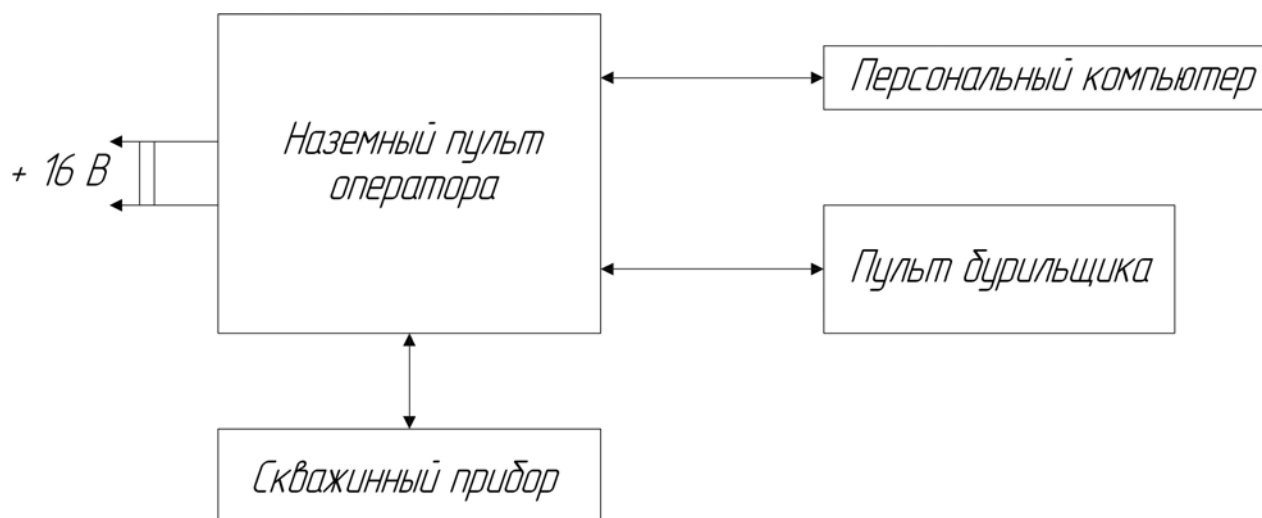 Персональный компьютер
Наземный пульт
оператора
+ 16 В
Пульт бурильщика
Скважинный прибор